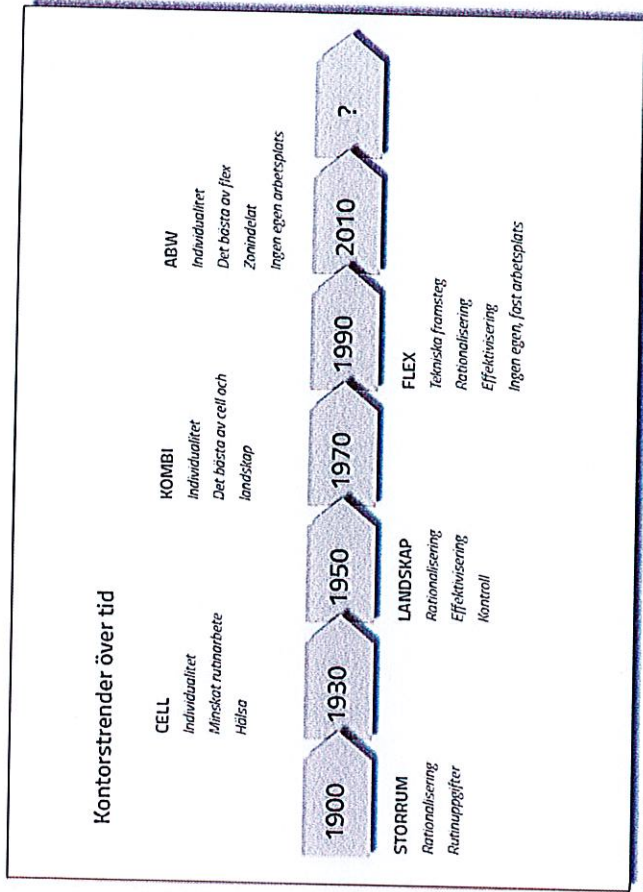 Kontorstrender över tid
CELL
Individualitet
Minskat rutinarbete
Hälsa
KOMBI
Individualitet
Det bästa av cell och
landskap
ABW
Individualitet
Det bästa av flex
Zonindelat
Ingen egen arbetsplats
1900
1930
1950
1970
1990
2010
?
STORRUM
Rationalisering
Rutinuppgifter
LANDSKAP
Rationalisering
Effektivisering
Kontroll
FLEX
Tekniska framsteg
Rationalisering
Effektivisering
Ingen egen, fast arbetsplats